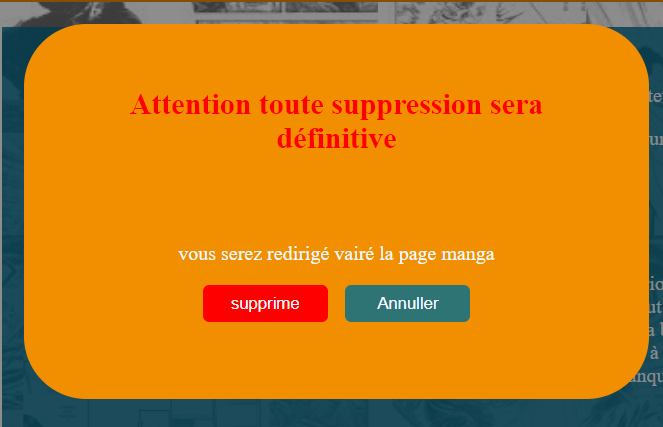 Attention toute suppression sera
définitive
vous serez redirigé vairé la page manga
supprime Annuller